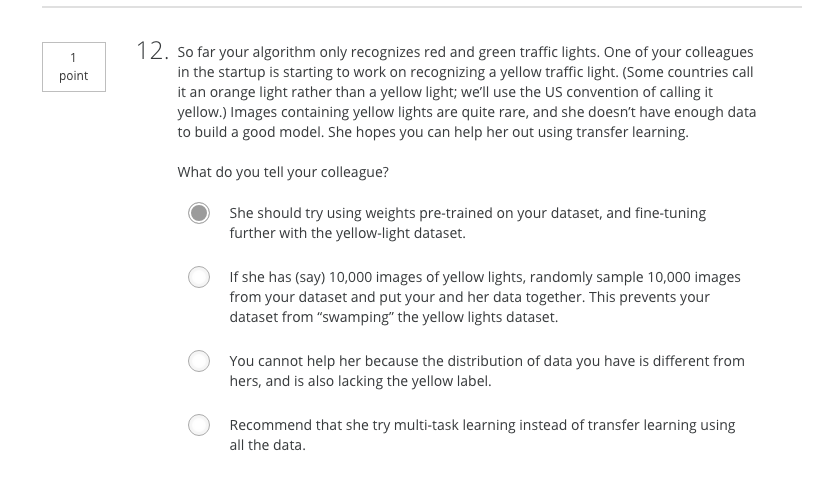 1
point
12. So far your algorithm only recognizes red and green traffic lights. One of your colleagues
in the startup is starting to work on recognizing a yellow traffic light. (Some countries call
it an orange light rather than a yellow light; we’ll use the US convention of calling it
yellow.) Images containing yellow lights are quite rare, and she doesn’t have enough data
to build a good model. She hopes you can help her out using transfer learning.
What do you tell your colleague?
She should try using weights pre-trained on your dataset, and fine-tuning
further with the yellow-light dataset.
If she has (say) 10,000 images of yellow lights, randomly sample 10,000 images
from your dataset and put your and her data together. This prevents your
dataset from “swamping” the yellow lights dataset.
You cannot help her because the distribution of data you have is different from
hers, and is also lacking the yellow label.
Recommend that she try multi-task learning instead of transfer learning using
all the data.